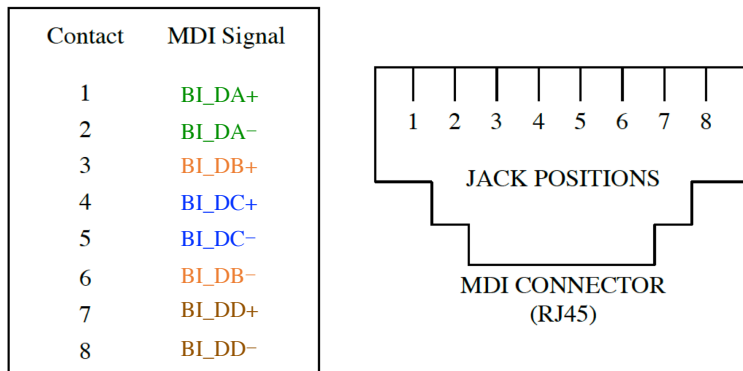 Contact MDI Signal
1 BI_DA+
2 BI_DA−
3 BI_DB+
4 BI_DC+
5 BI_DC−
6 BI_DB−
7 BI_DD+
8 BI_DD−
1 2 3 4 5 6 7 8
JACK POSITIONS
MDI CONNECTOR
(RJ45)